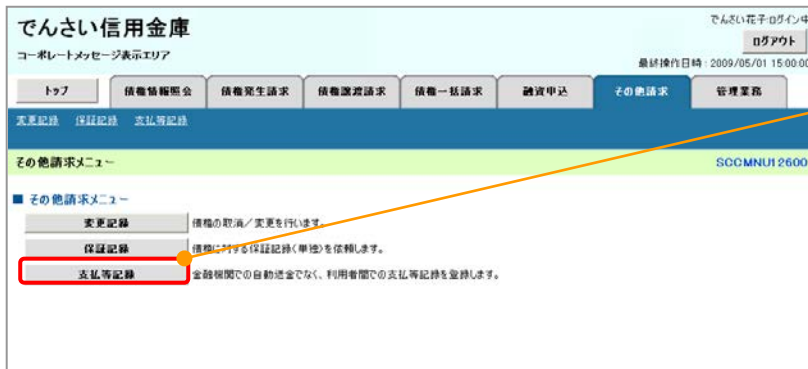 でんさい信用金庫
でんさい花子:ログイン中
コーポレートメッセージ表示エリア
ログアウト
最終操作日時：2009/05/01 15:00:00
トップ 債権情報照会 債権発生請求 債権譲渡請求 債権一括請求 融資申込 その他請求 管理業務
変更記録 保証記録 支払等記録
その他請求メニュー SCCMNU12600
■ その他請求メニュー
変更記録 債権の取消／変更を行います。
保証記録 債権に対する保証記録(単独)を依頼します。
支払等記録 金融機関での自動送金でなく、利用者間での支払等記録を登録します。